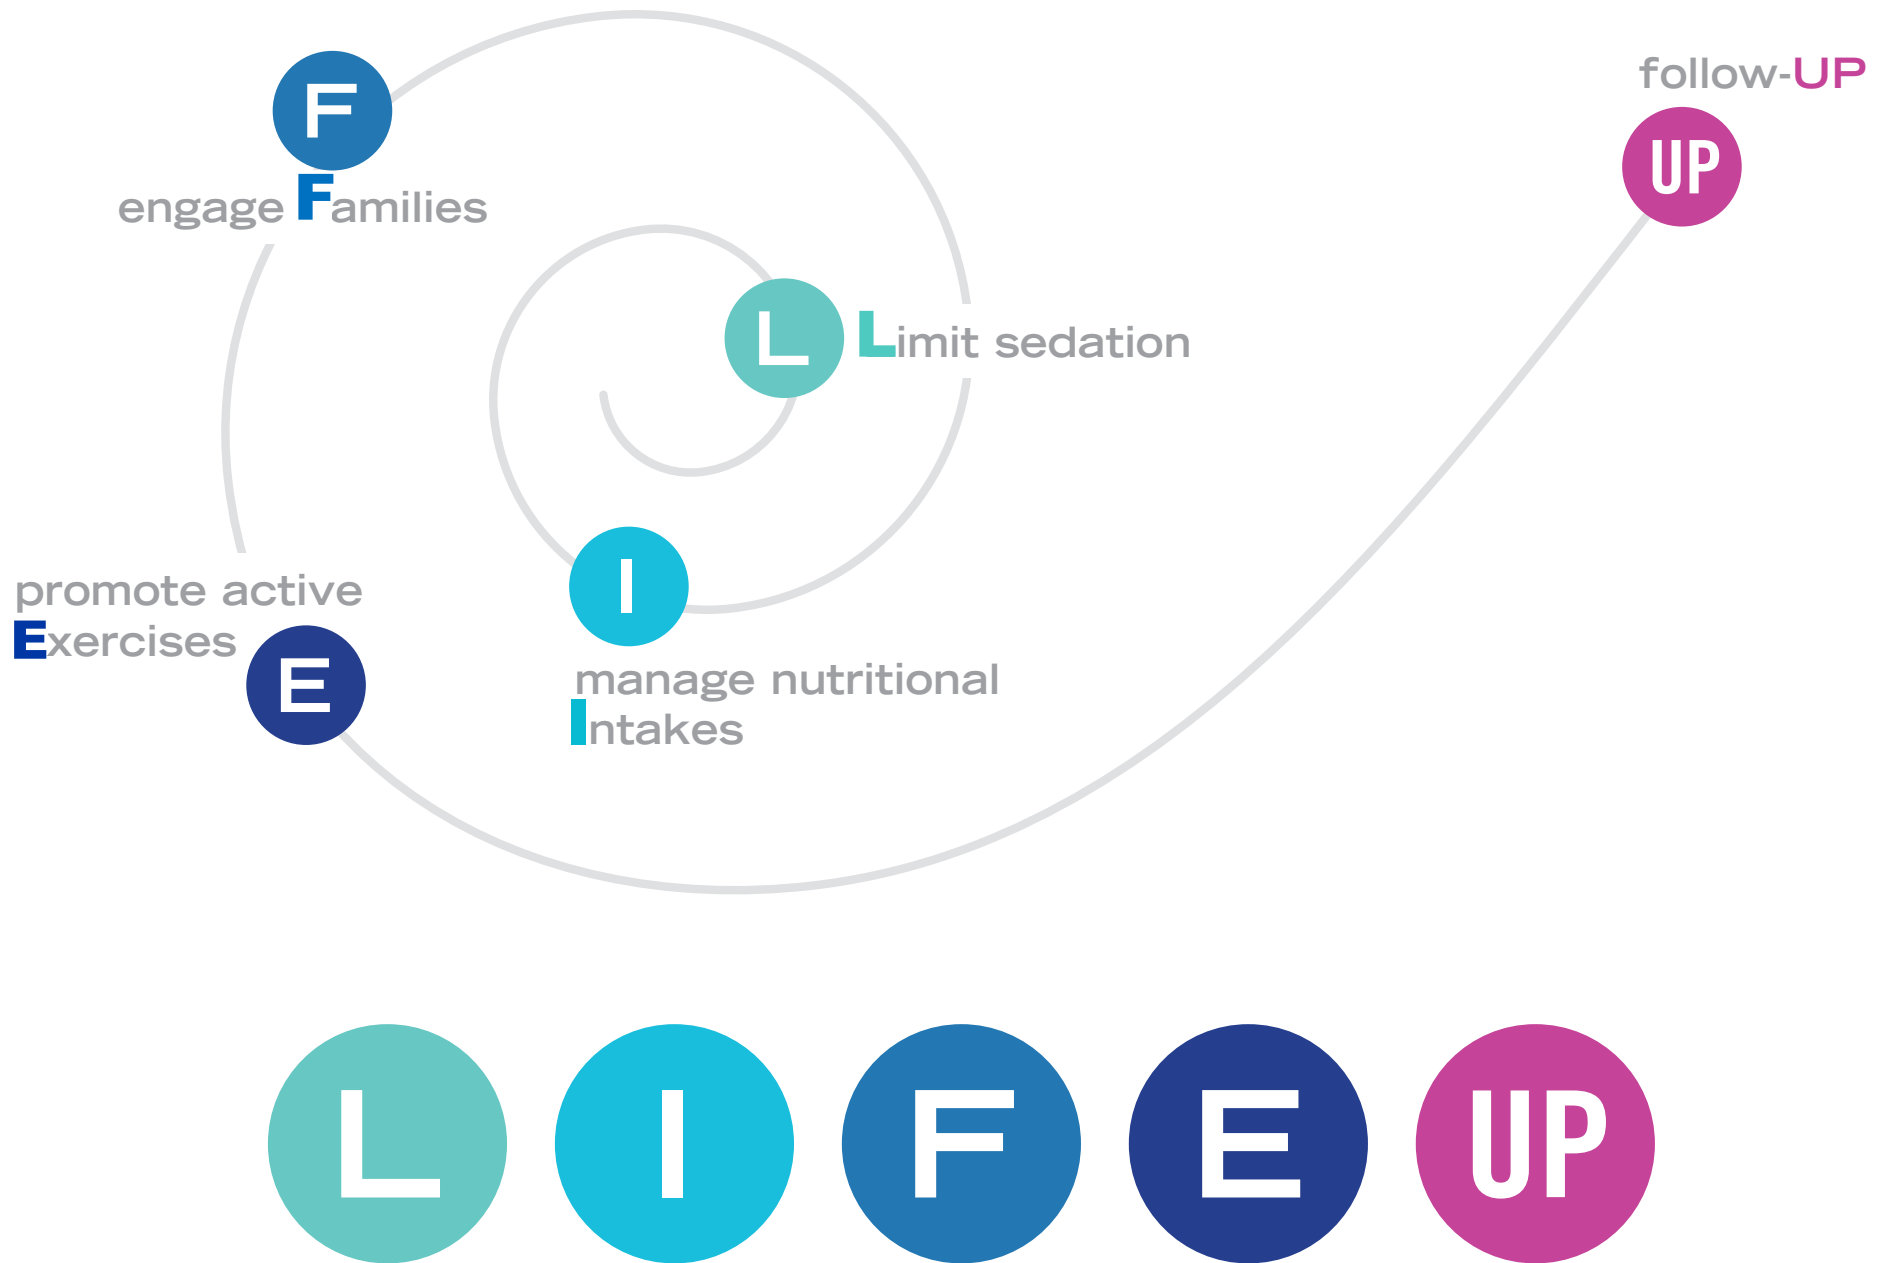 F
engage Families
follow-UP
UP
L
Limit sedation
promote active
Exercises
E
I
manage nutritional
Intakes
L I F E UP